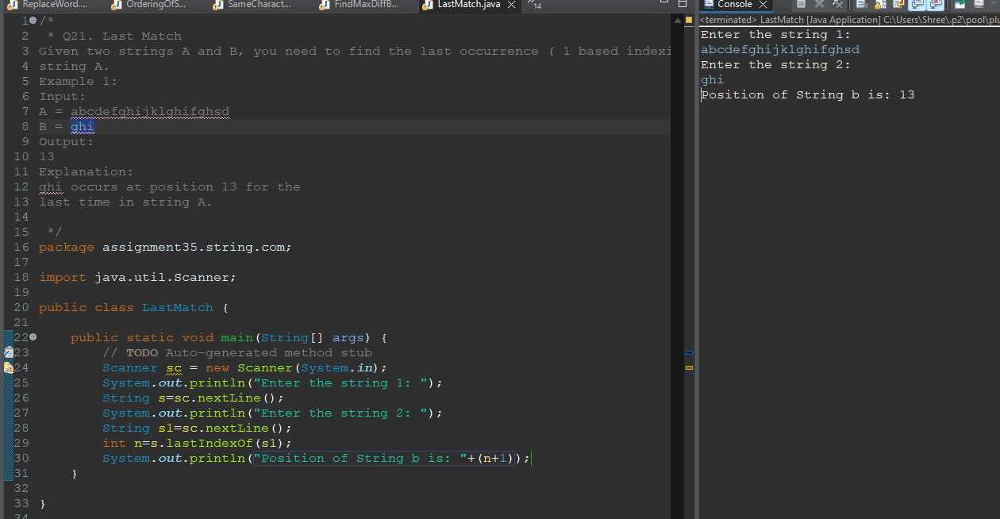 ReplaceWord....
OrderingOfS...
SameCharact...
FindMaxDiffB...
LastMatch.java
»14
1 /*
2 * Q21. Last Match
3 Given two strings A and B, you need to find the last occurrence ( 1 based indexi
4 string A.
5 Example 1:
6 Input:
7 A = abcdefghijklghifghsd
8 B = ghi
9 Output:
10 13
11 Explanation:
12 ghi occurs at position 13 for the
13 last time in string A.
14
15 */
16 package assignment35.string.com;
17
18 import java.util.Scanner;
19
20 public class LastMatch {
21
22 public static void main(String[] args) {
23 // TODO Auto-generated method stub
24 Scanner sc = new Scanner(System.in);
25 System.out.println("Enter the string 1: ");
26 String s=sc.nextLine();
27 System.out.println("Enter the string 2: ");
28 String s1=sc.nextLine();
29 int n=s.lastIndexOf(s1);
30 System.out.println("Position of String b is: "+(n+1));
31 }
32
33 }
34
Console
<terminated> LastMatch [Java Application] C:\Users\Shree\.p2\pool\plu
Enter the string 1:
abcdefghijklghifghsd
Enter the string 2:
ghi
Position of String b is: 13